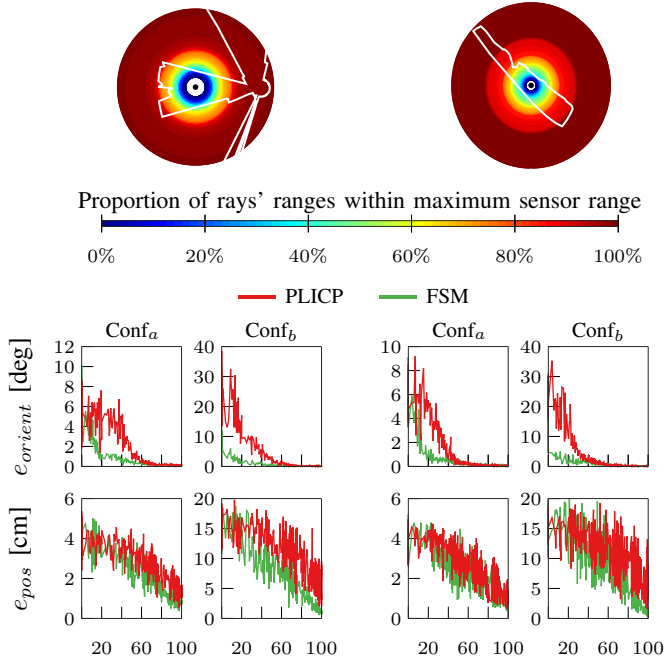 Proportion of rays' ranges within maximum sensor range
0% 20% 40% 60% 80% 100%
PLICP FSM
Conf_a Conf_b Conf_a Conf_b
e_orient [deg]
12 10 8 6 4 2 0
40 30 20 10 0
10 8 6 4 2 0
40 30 20 10 0
e_pos [cm]
6 4 2 0
20 15 10 5 0
6 4 2 0
20 15 10 5 0
20 60 100 20 60 100 20 60 100 20 60 100